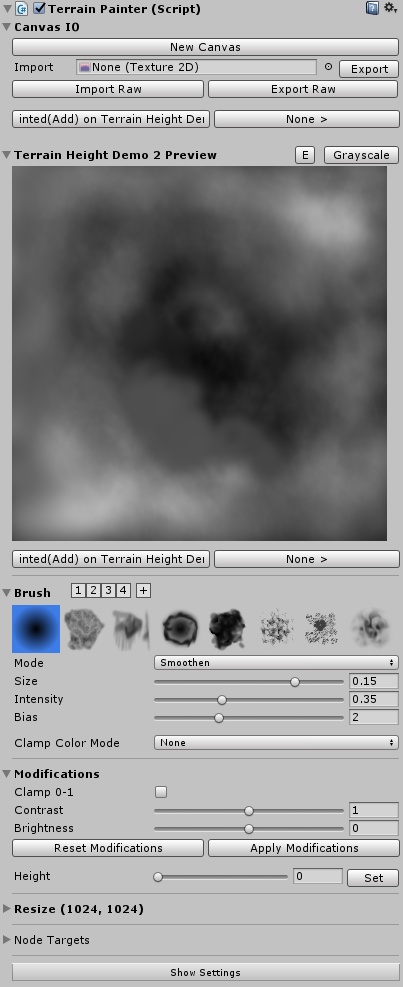 Terrain Painter (Script)
Canvas IO
New Canvas
Import None (Texture 2D) Export
Import Raw Export Raw
inted(Add) on Terrain Height Der None >
Terrain Height Demo 2 Preview E Grayscale
inted(Add) on Terrain Height Der None >
Brush 1 2 3 4 +
Mode Smoothen
Size 0.15
Intensity 0.35
Bias 2
Clamp Color Mode None
Modifications
Clamp 0-1
Contrast 1
Brightness 0
Reset Modifications Apply Modifications
Height 0 Set
Resize (1024, 1024)
Node Targets
Show Settings